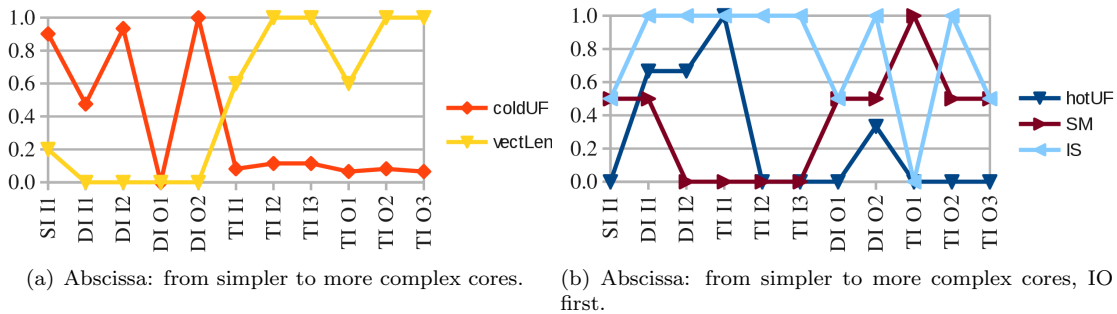 1.0
0.8
0.6
0.4
0.2
0.0
SI I1
DI I1
DI I2
DI O1
DI O2
TI I1
TI I2
TI I3
TI O1
TI O2
TI O3
coldUF
vectLen
(a) Abscissa: from simpler to more complex cores.
1.0
0.8
0.6
0.4
0.2
0.0
SI I1
DI I1
DI I2
TI I1
TI I2
TI I3
DI O1
DI O2
TI O1
TI O2
TI O3
hotUF
SM
IS
(b) Abscissa: from simpler to more complex cores, IO
first.